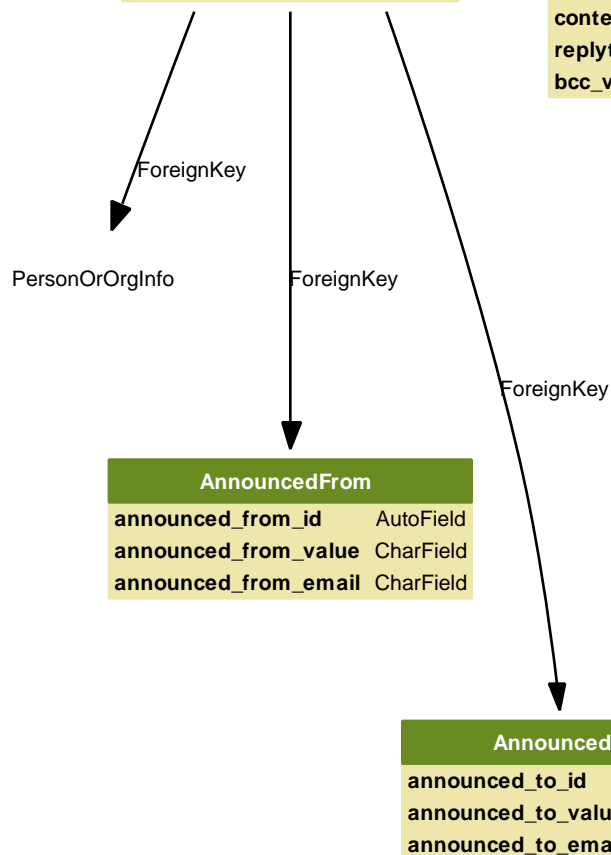 conte
replyt
bcc_v
ForeignKey
PersonOrOrgInfo
ForeignKey
ForeignKey
AnnouncedFrom
announced_from_id AutoField
announced_from_value CharField
announced_from_email CharField
Announced
announced_to_id
announced_to_valu
announced_to_ema